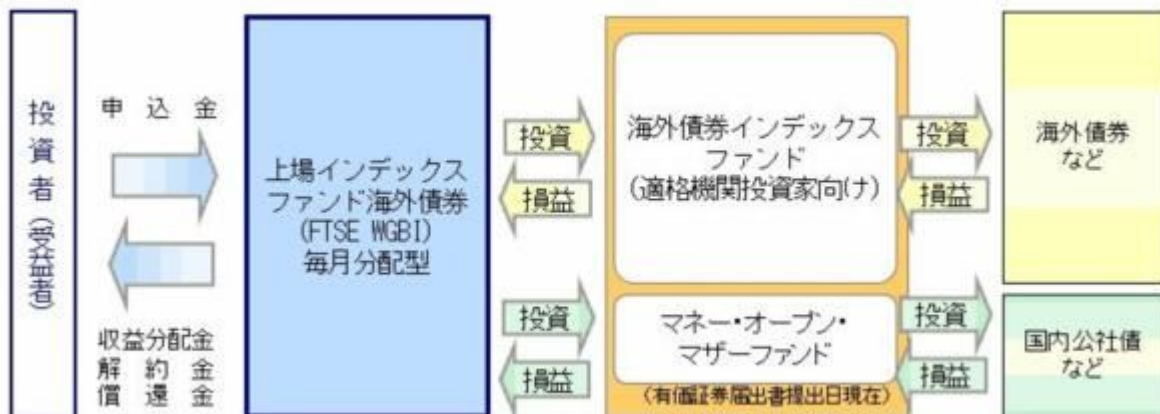 投資者(受益者)
申込金
収益分配金
解約金
償還金
上場インデックス
ファンド海外債券
(FTSE WGBI)
毎月分配型
投資
損益
投資
損益
海外債券インデックス
ファンド
(適格機関投資家向け)
マネー・オープン・
マザーファンド
(有価証券届出書提出日現在)
投資
損益
投資
損益
海外債券
など
国内公社債
など